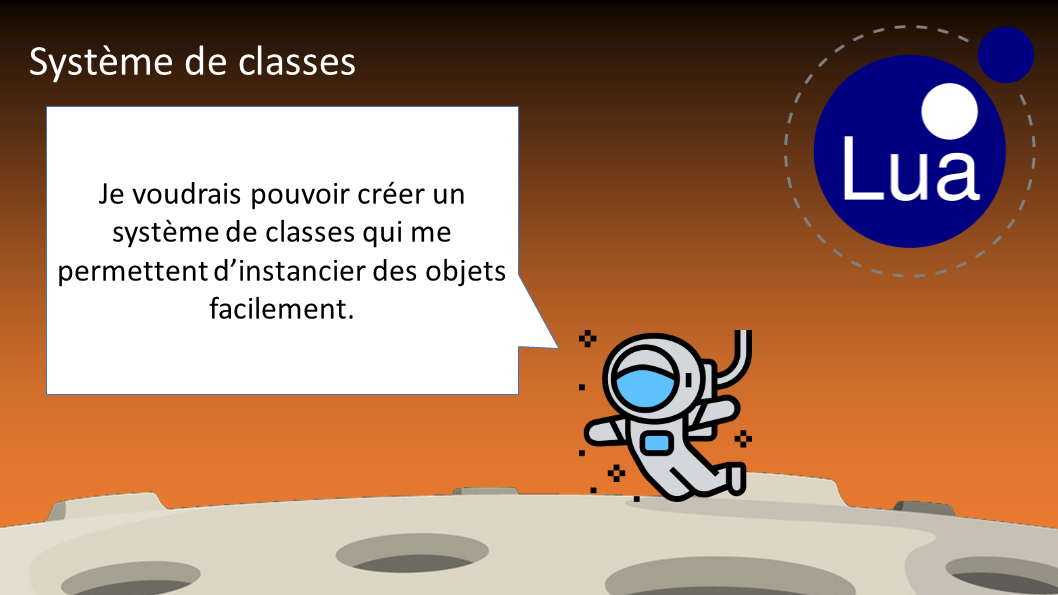 Système de classes
Lua
Je voudrais pouvoir créer un
système de classes qui me
permettent d’instancier des objets
facilement.